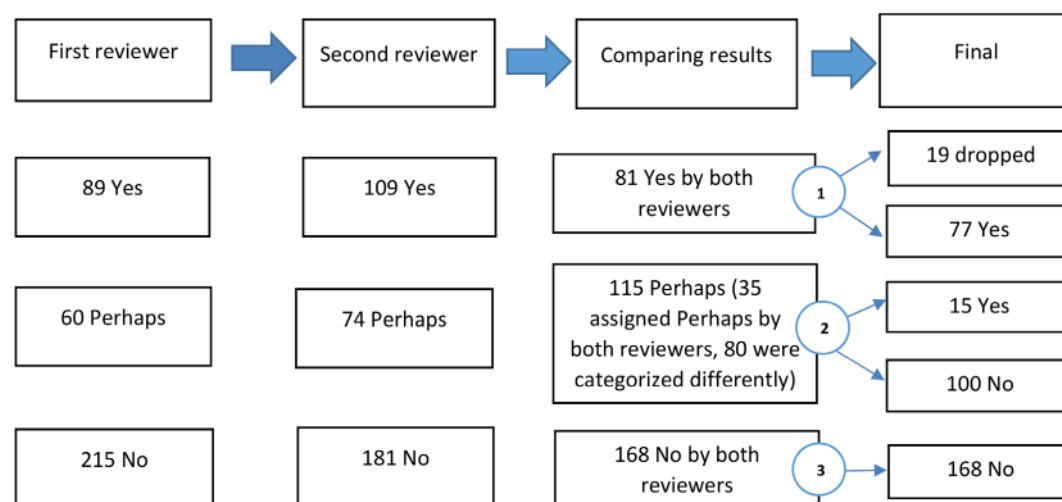 First reviewer
Second reviewer
Comparing results
Final
89 Yes
109 Yes
81 Yes by both
reviewers
1
19 dropped
77 Yes
60 Perhaps
74 Perhaps
115 Perhaps (35
assigned Perhaps by
both reviewers, 80 were
categorized differently)
2
15 Yes
100 No
215 No
181 No
168 No by both
reviewers
3
168 No